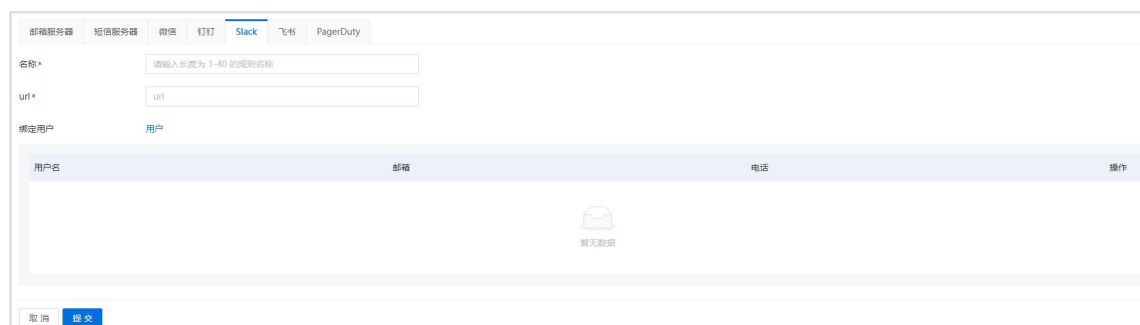 邮箱服务器 短信服务器 微信 钉钉 Slack 飞书 PagerDuty
名称*
请输入长度为 1-40 的规则名称
url*
url
绑定用户 用户
用户名 邮箱 电话 操作
暂无数据
取 消 提 交